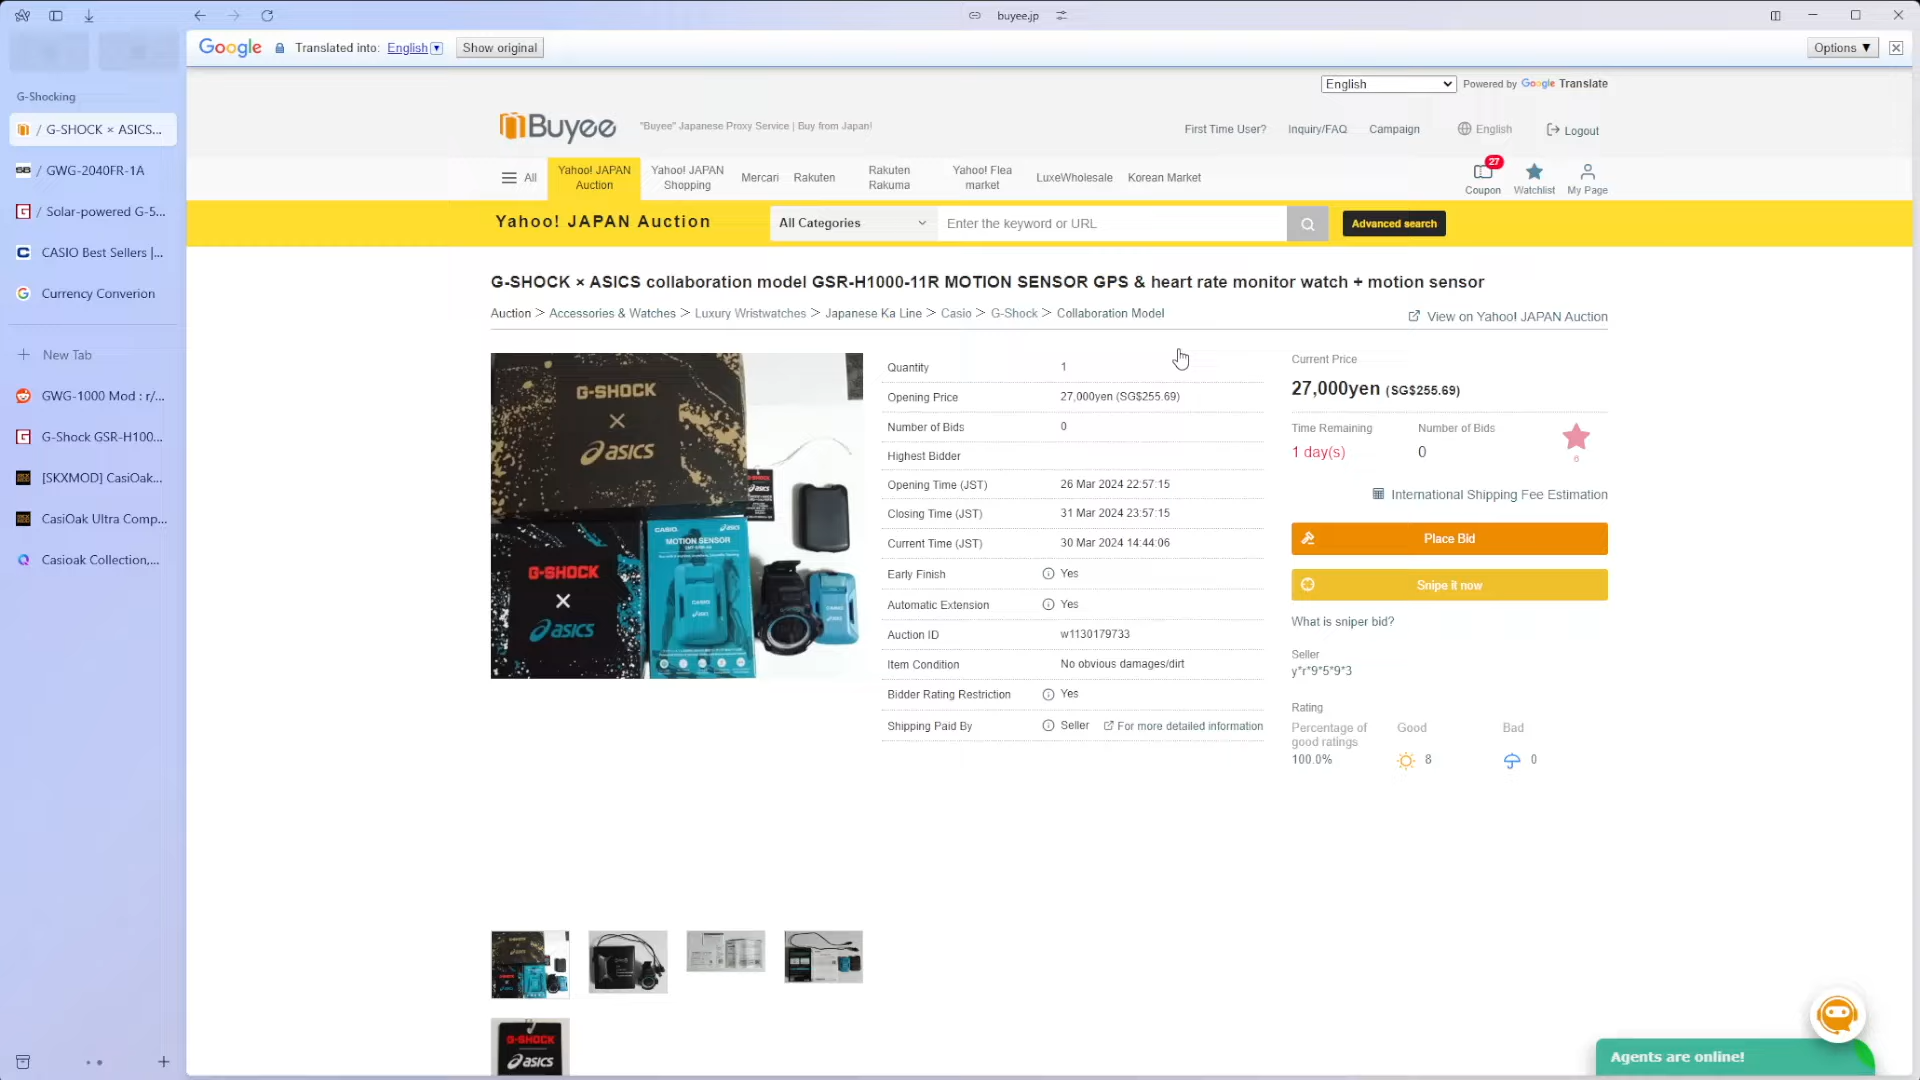 buyee.jp
Google Translated into: English Show original Options ▼
English Powered by Google Translate
G-Shocking
/ G-SHOCK × ASICS...
/ GWG-2040FR-1A
/ Solar-powered G-5...
CASIO Best Sellers |...
Currency Converion
New Tab
GWG-1000 Mod : r/...
G-Shock GSR-H100...
[SKXMOD] CasiOak...
CasiOak Ultra Comp...
Casioak Collection,...
Buyee "Buyee" Japanese Proxy Service | Buy from Japan!
First Time User? Inquiry/FAQ Campaign English Logout
All
Yahoo! JAPAN Auction
Yahoo! JAPAN Shopping
Mercari
Rakuten
Rakuten Rakuma
Yahoo! Flea market
LuxeWholesale
Korean Market
27
Coupon Watchlist My Page
Yahoo! JAPAN Auction All Categories Enter the keyword or URL Advanced search
G-SHOCK × ASICS collaboration model GSR-H1000-11R MOTION SENSOR GPS & heart rate monitor watch + motion sensor
Auction > Accessories & Watches > Luxury Wristwatches > Japanese Ka Line > Casio > G-Shock > Collaboration Model
View on Yahoo! JAPAN Auction
G-SHOCK
×
asics
G-SHOCK
×
asics
CASIO. asics
MOTION SENSOR
Quantity 1
Opening Price 27,000yen (SG$255.69)
Number of Bids 0
Highest Bidder
Opening Time (JST) 26 Mar 2024 22:57:15
Closing Time (JST) 31 Mar 2024 23:57:15
Current Time (JST) 30 Mar 2024 14:44:06
Early Finish Yes
Automatic Extension Yes
Auction ID w1130179733
Item Condition No obvious damages/dirt
Bidder Rating Restriction Yes
Shipping Paid By Seller For more detailed information
Current Price
27,000yen (SG$255.69)
Time Remaining Number of Bids
1 day(s) 0
6
International Shipping Fee Estimation
Place Bid
Snipe it now
What is sniper bid?
Seller
y*r*9*5*9*3
Rating
Percentage of good ratings Good Bad
100.0% 8 0
G-SHOCK
asics
Agents are online!